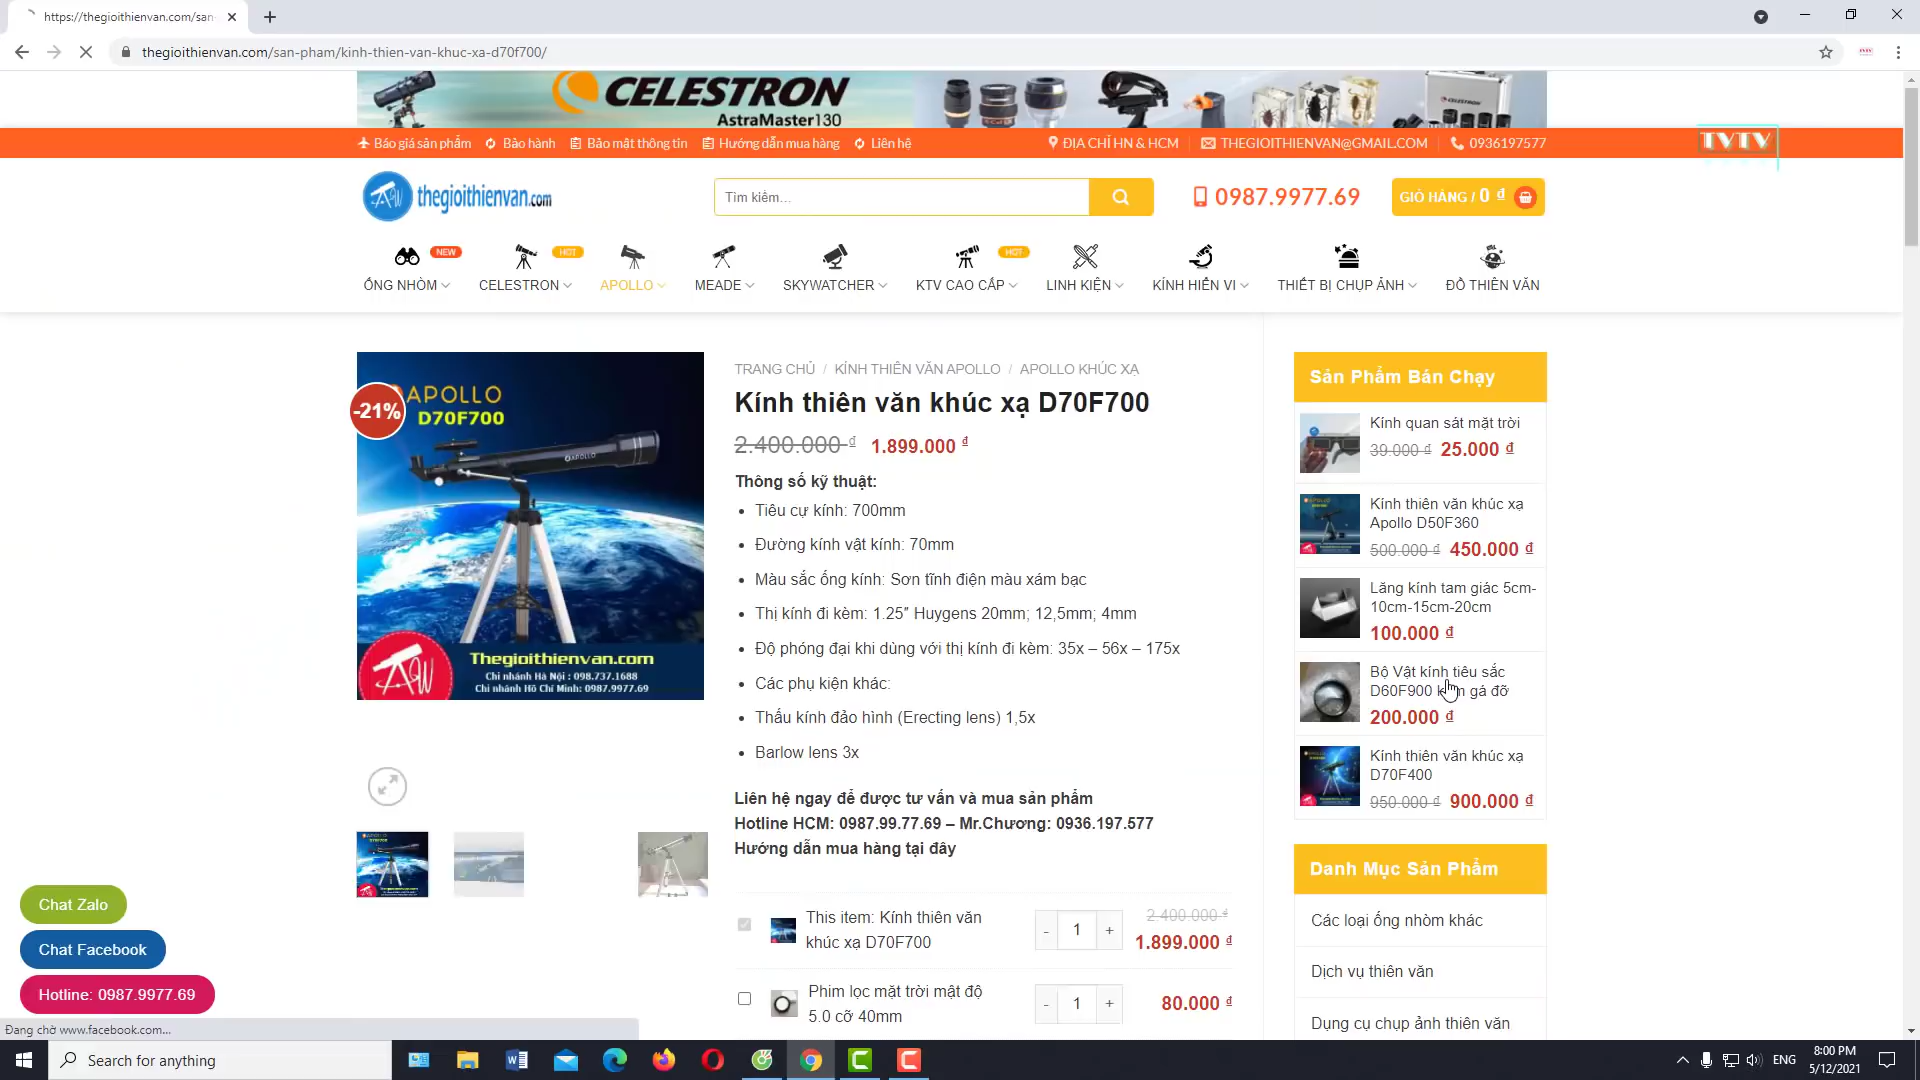 https://thegioithienvan.com/san-
thegioithienvan.com/san-pham/kinh-thien-van-khuc-xa-d70f700/
CELESTRON
AstraMaster130
CELESTRON
Báo giá sản phẩm
Bảo hành
Bảo mật thông tin
Hướng dẫn mua hàng
Liên hệ
ĐỊA CHỈ HN & HCM
THEGIOITHIENVAN@GMAIL.COM
0936197577
TVTV
thegioithienvan.com
Tìm kiếm...
0987.9977.69
GIỎ HÀNG / 0 ₫
NEW
HOT
HOT
ỐNG NHÒM
CELESTRON
APOLLO
MEADE
SKYWATCHER
KTV CAO CẤP
LINH KIỆN
KÍNH HIỂN VI
THIẾT BỊ CHỤP ẢNH
ĐỒ THIÊN VĂN
-21%
APOLLO
D70F700
APOLLO
Thegioithienvan.com
Chi nhánh Hà Nội : 098.737.1688
Chi nhánh Hồ Chí Minh: 0987.9977.69
TRANG CHỦ / KÍNH THIÊN VĂN APOLLO / APOLLO KHÚC XẠ
Kính thiên văn khúc xạ D70F700
2.400.000 ₫ 1.899.000 ₫
Thông số kỹ thuật:
• Tiêu cự kính: 700mm
• Đường kính vật kính: 70mm
• Màu sắc ống kính: Sơn tĩnh điện màu xám bạc
• Thị kính đi kèm: 1.25″ Huygens 20mm; 12,5mm; 4mm
• Độ phóng đại khi dùng với thị kính đi kèm: 35x – 56x – 175x
• Các phụ kiện khác:
• Thấu kính đảo hình (Erecting lens) 1,5x
• Barlow lens 3x
Liên hệ ngay để được tư vấn và mua sản phẩm
Hotline HCM: 0987.99.77.69 – Mr.Chương: 0936.197.577
Hướng dẫn mua hàng tại đây
This item: Kính thiên văn
khúc xạ D70F700
- 1 +
2.400.000 ₫
1.899.000 ₫
Phim lọc mặt trời mật độ
5.0 cỡ 40mm
- 1 +
80.000 ₫
Sản Phẩm Bán Chạy
Kính quan sát mặt trời
39.000 ₫ 25.000 ₫
Kính thiên văn khúc xạ
Apollo D50F360
500.000 ₫ 450.000 ₫
Lăng kính tam giác 5cm-
10cm-15cm-20cm
100.000 ₫
Bộ Vật kính tiêu sắc
D60F900 kèm gá đỡ
200.000 ₫
Kính thiên văn khúc xạ
D70F400
950.000 ₫ 900.000 ₫
Danh Mục Sản Phẩm
Các loại ống nhòm khác
Dịch vụ thiên văn
Dụng cụ chụp ảnh thiên văn
Chat Zalo
Chat Facebook
Hotline: 0987.9977.69
Đang chờ www.facebook.com...
Search for anything
ENG
8:00 PM
5/12/2021